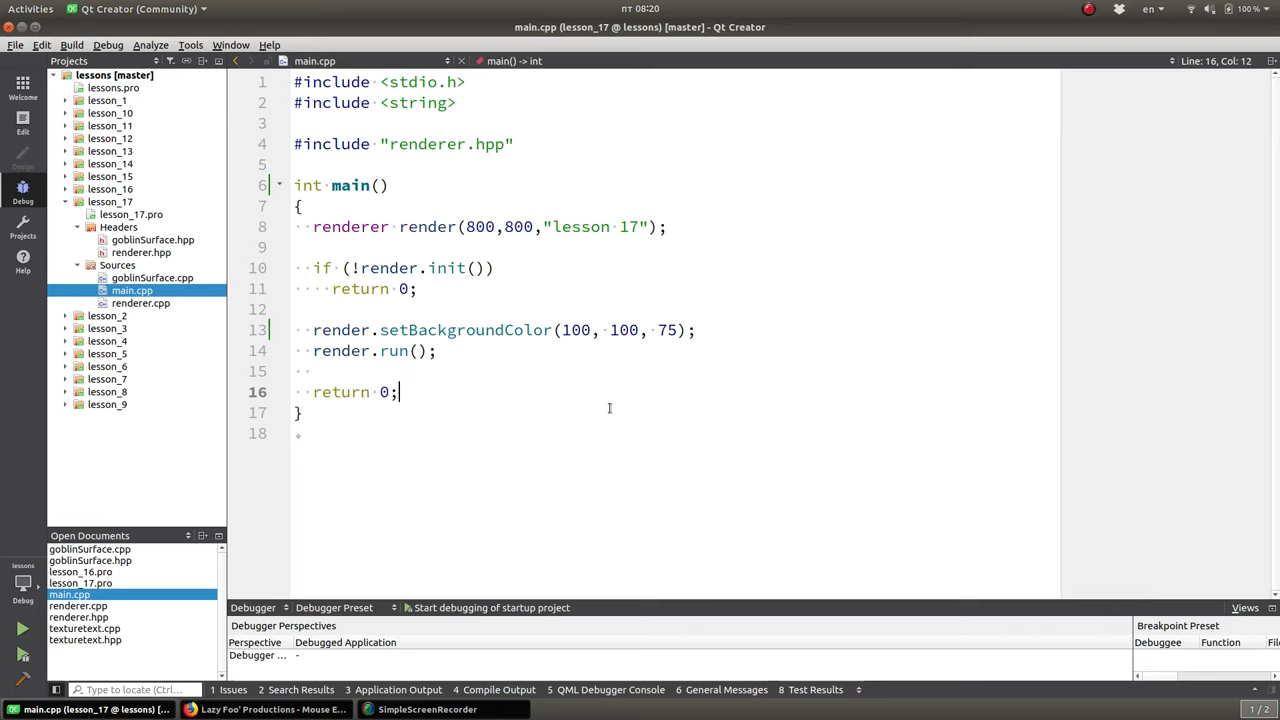 Activities
Qt Creator (Community)
пт 08:20
en
100 %
main.cpp (lesson_17 @ lessons) [master] - Qt Creator
File Edit Build Debug Analyze Tools Window Help
Projects
main.cpp
main() -> int
Line: 16, Col: 12
Welcome
Edit
Design
Debug
Projects
Help
lessons
Debug
lessons [master]
lessons.pro
lesson_1
lesson_10
lesson_11
lesson_12
lesson_13
lesson_14
lesson_15
lesson_16
lesson_17
lesson_17.pro
Headers
goblinSurface.hpp
renderer.hpp
Sources
goblinSurface.cpp
main.cpp
renderer.cpp
lesson_2
lesson_3
lesson_4
lesson_5
lesson_6
lesson_7
lesson_8
lesson_9
Open Documents
goblinSurface.cpp
goblinSurface.hpp
lesson_16.pro
lesson_17.pro
main.cpp
renderer.cpp
renderer.hpp
texturetext.cpp
texturetext.hpp
1 #include <stdio.h>
2 #include <string>
3
4 #include "renderer.hpp"
5
6 int main()
7 {
8 renderer render(800,800,"lesson 17");
9
10 if (!render.init())
11 return 0;
12
13 render.setBackgroundColor(100, 100, 75);
14 render.run();
15
16 return 0;
17 }
18
Debugger
Debugger Preset
Start debugging of startup project
Views
Debugger Perspectives
Perspective Debugged Application
Debugger ... -
Breakpoint Preset
Debuggee Function
Type to locate (Ctrl...
1 Issues 2 Search Results 3 Application Output 4 Compile Output 5 QML Debugger Console 6 General Messages 8 Test Results
main.cpp (lesson_17 @ lessons) [...
Lazy Foo' Productions - Mouse E...
SimpleScreenRecorder
1 / 2